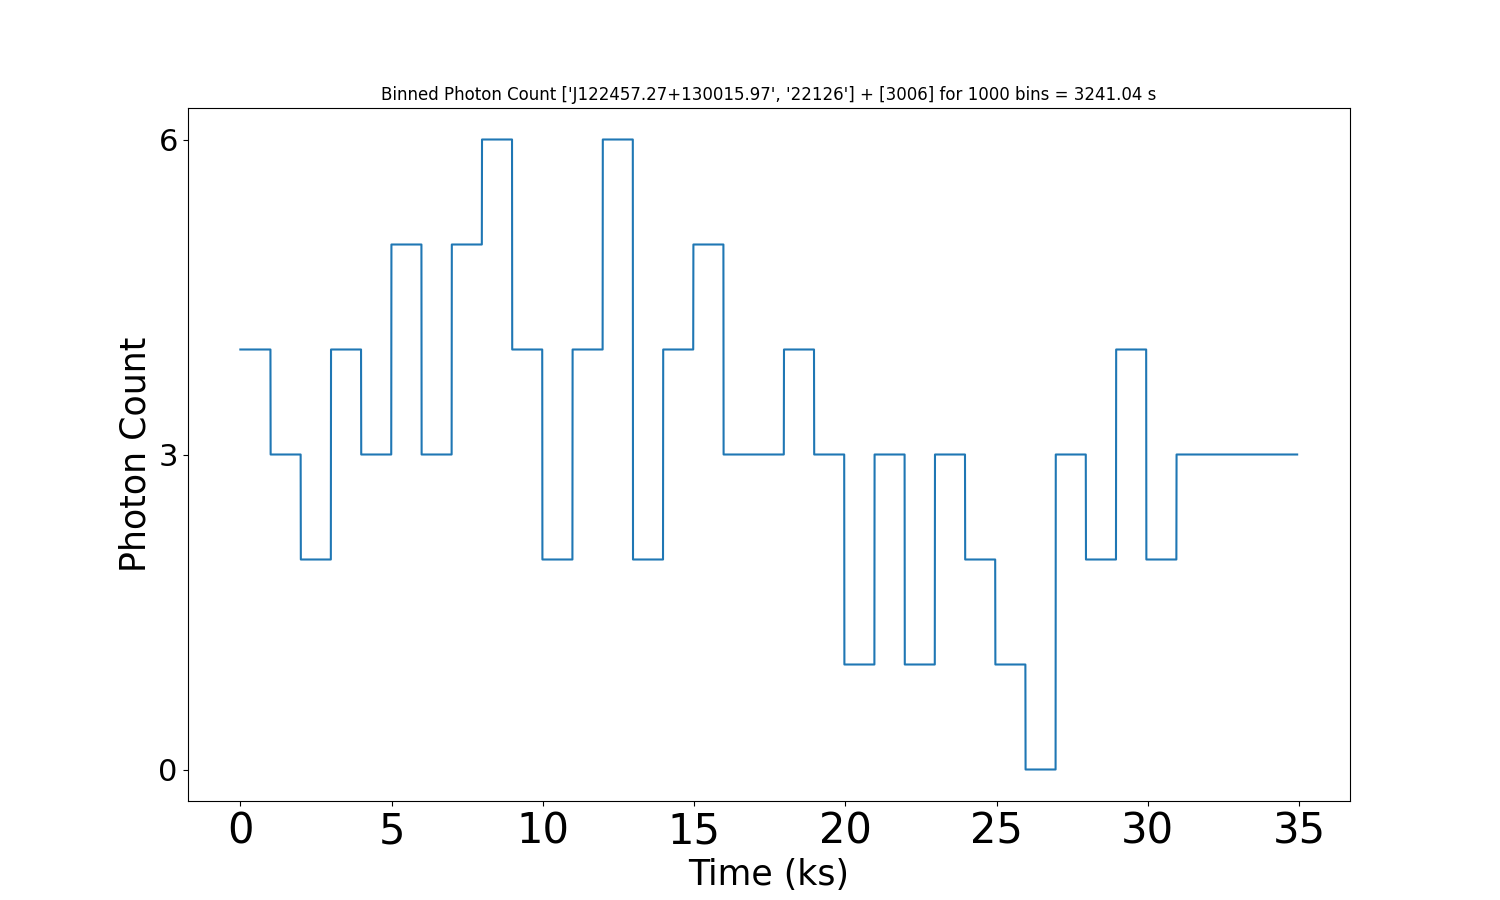 Binned Photon Count ['J122457.27+130015.97', '22126'] + [3006] for 1000 bins = 3241.04 s
6
3
0
Photon Count
0 5 10 15 20 25 30 35
Time (ks)